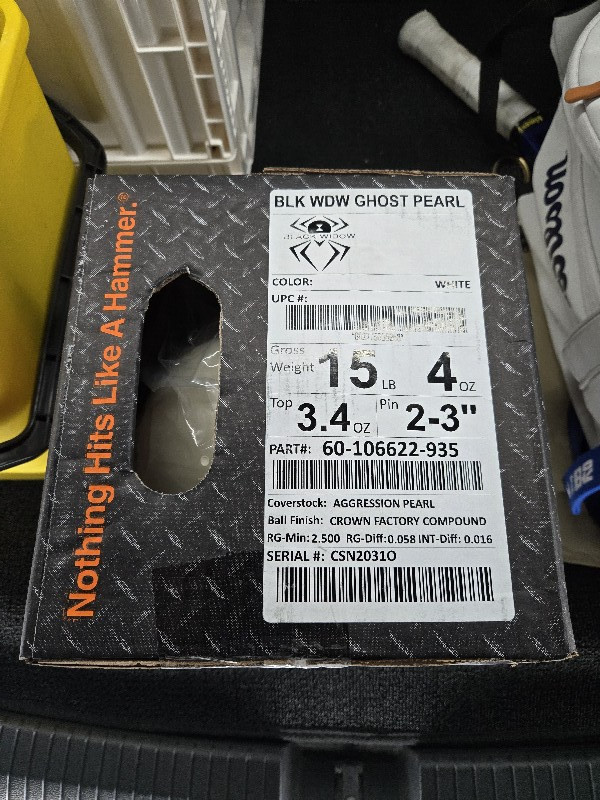 Nothing Hits Like A Hammer.®
BLK WDW GHOST PEARL
BLACK WIDOW
COLOR: WHITE
UPC #:
Gross Weight 15 LB 4 OZ
Top 3.4 OZ Pin 2-3"
PART#: 60-106622-935
Coverstock: AGGRESSION PEARL
Ball Finish: CROWN FACTORY COMPOUND
RG-Min: 2.500 RG-Diff:0.058 INT-Diff: 0.016
SERIAL #: CSN2031O
Wilson